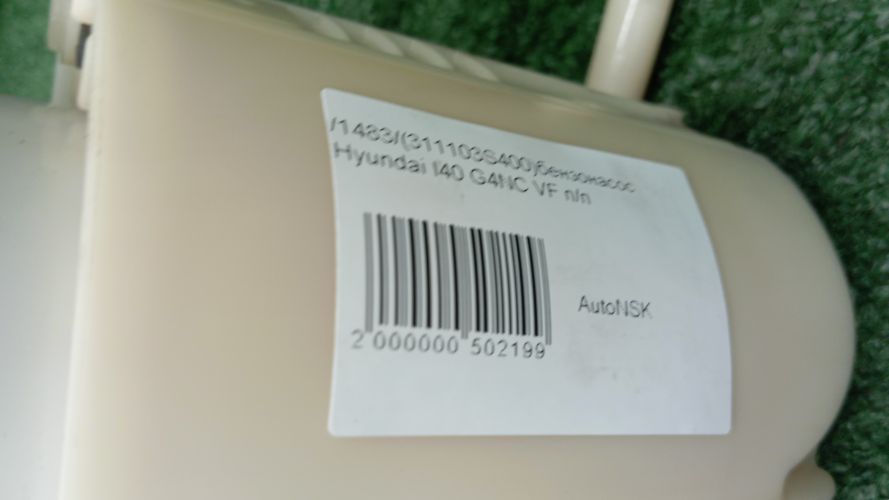 /1483/(311103S400)бензонасос
Hyundai I40 G4NC VF п/п
AutoNSK
2 000000 502199